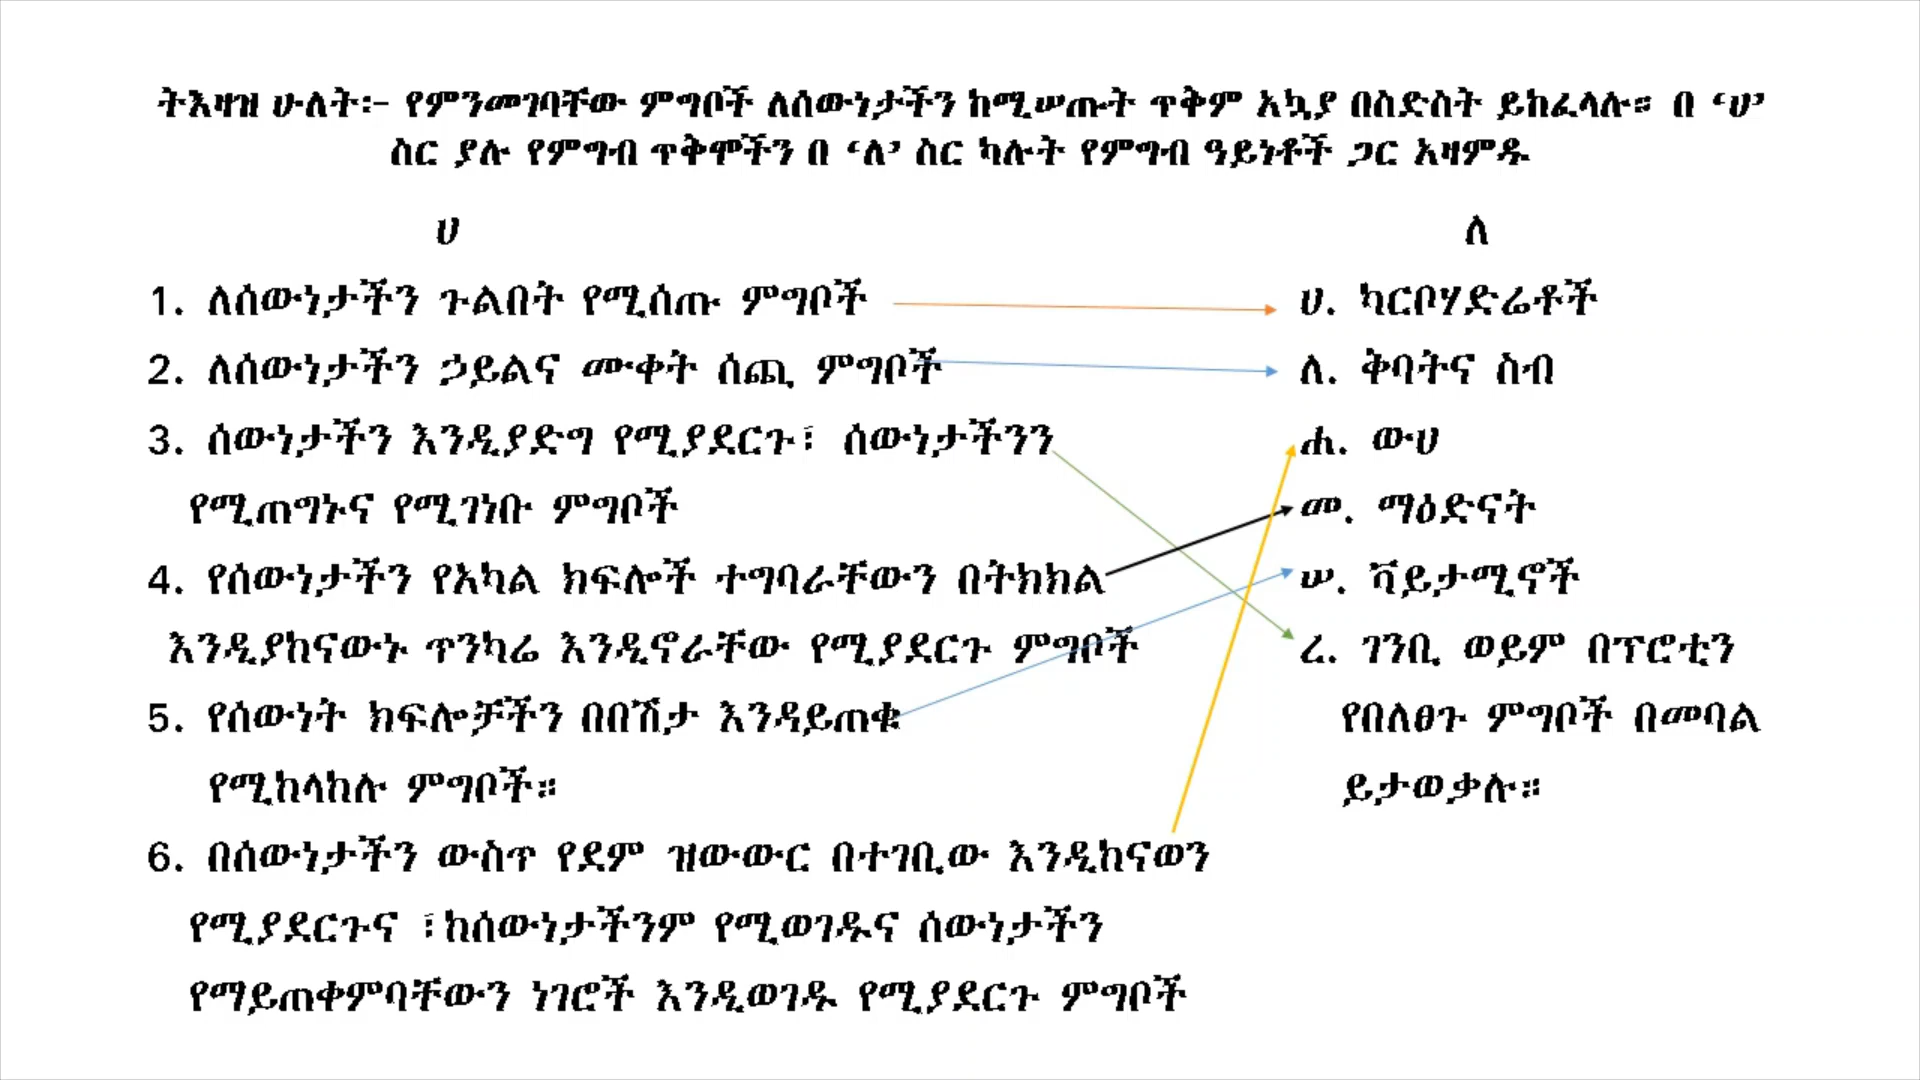 ትእዛዝ ሁለት፡- የምንመገባቸው ምግቦች ለሰውነታችን ከሚሠጡት ጥቅም አኳያ በስድስት ይከፈላሉ። በ ‘ሀ’
ስር ያሉ የምግብ ጥቅሞችን በ ‘ለ’ ስር ካሉት የምግብ ዓይነቶች ጋር አዛምዱ
ሀ
ለ
1. ለሰውነታችን ጉልበት የሚሰጡ ምግቦች
ሀ. ካርቦሃድሬቶች
2. ለሰውነታችን ኃይልና ሙቀት ሰጪ ምግቦች
ለ. ቅባትና ስብ
3. ሰውነታችን እንዲያድግ የሚያደርጉ፣ ሰውነታችንን
ሐ. ውሀ
የሚጠግኑና የሚገነቡ ምግቦች
መ. ማዕድናት
4. የሰውነታችን የአካል ክፍሎች ተግባራቸውን በትክክል
ሠ. ቫይታሚኖች
እንዲያከናውኑ ጥንካሬ እንዲኖራቸው የሚያደርጉ ምግቦች
ረ. ገንቢ ወይም በፕሮቲን
5. የሰውነት ክፍሎቻችን በበሽታ እንዳይጠቁ
የበለፀጉ ምግቦች በመባል
የሚከላከሉ ምግቦች።
ይታወቃሉ።
6. በሰውነታችን ውስጥ የደም ዝውውር በተገቢው እንዲከናወን
የሚያደርጉና ፣ከሰውነታችንም የሚወገዱና ሰውነታችን
የማይጠቀምባቸውን ነገሮች እንዲወገዱ የሚያደርጉ ምግቦች